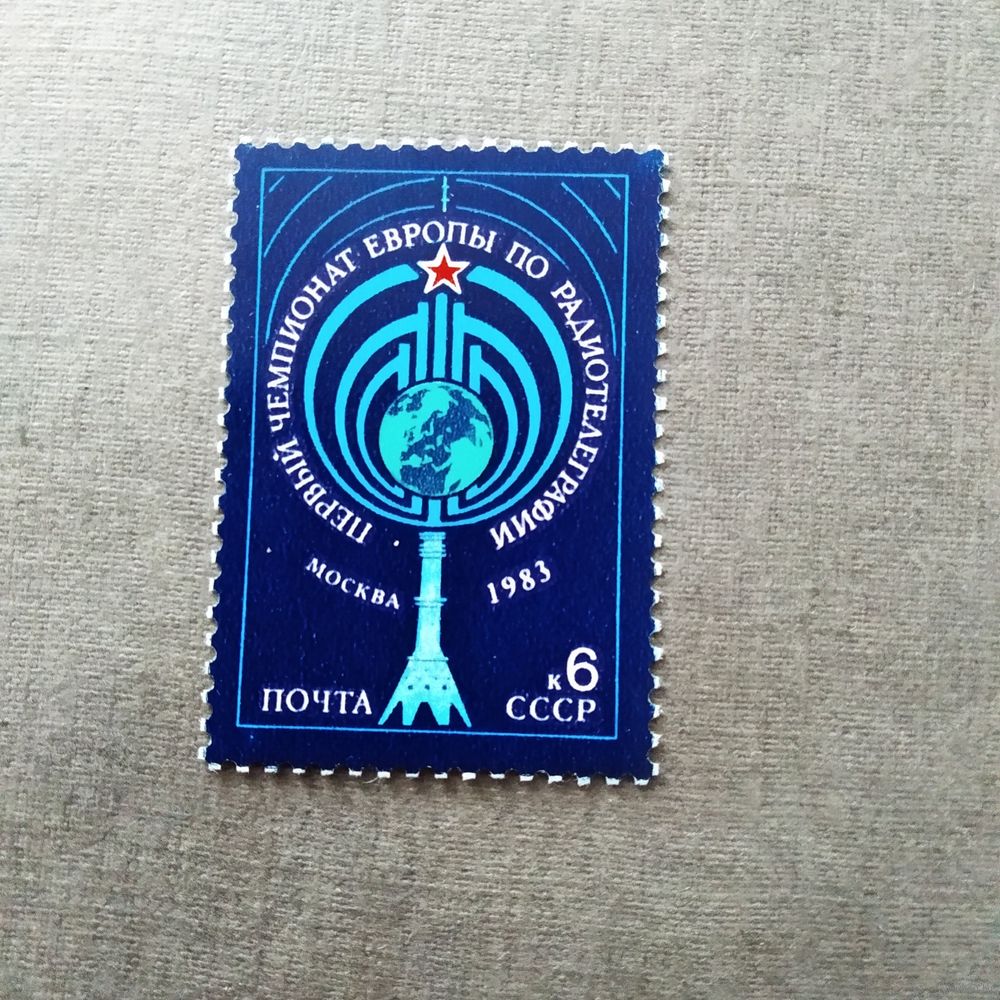 ПЕРВЫЙ ЧЕМПИОНАТ ЕВРОПЫ ПО РАДИОТЕЛЕГРАФИИ
МОСКВА 1983
к6
ПОЧТА СССР